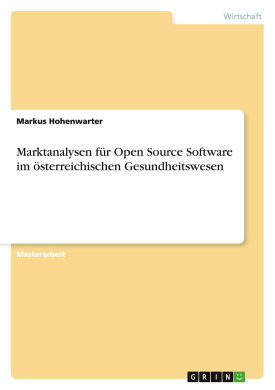 Wirtschaft
Markus Hohenwarter
Marktanalysen für Open Source Software
im österreichischen Gesundheitswesen
Masterarbeit
GRIN